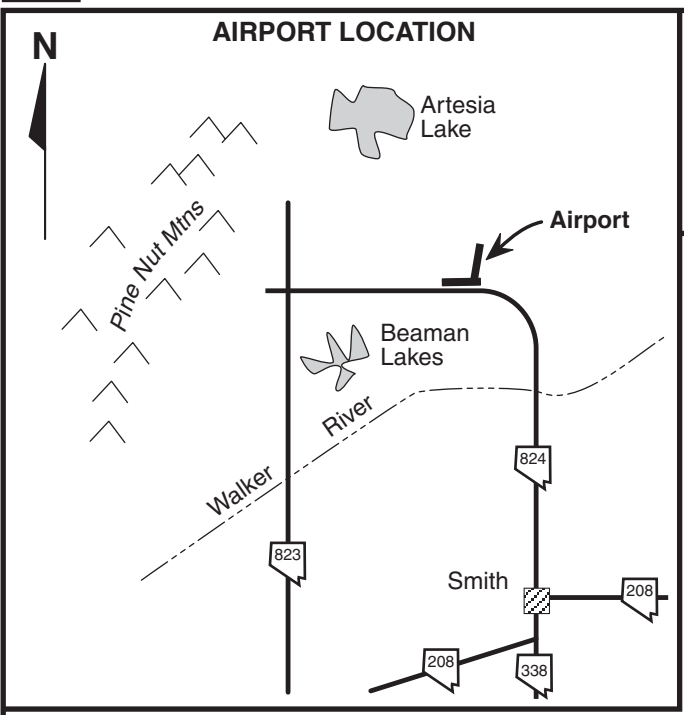 AIRPORT LOCATION
N
Artesia
Lake
Airport
Pine Nut Mtns
Beaman
Lakes
River
Walker
824
823
Smith
208
208
338